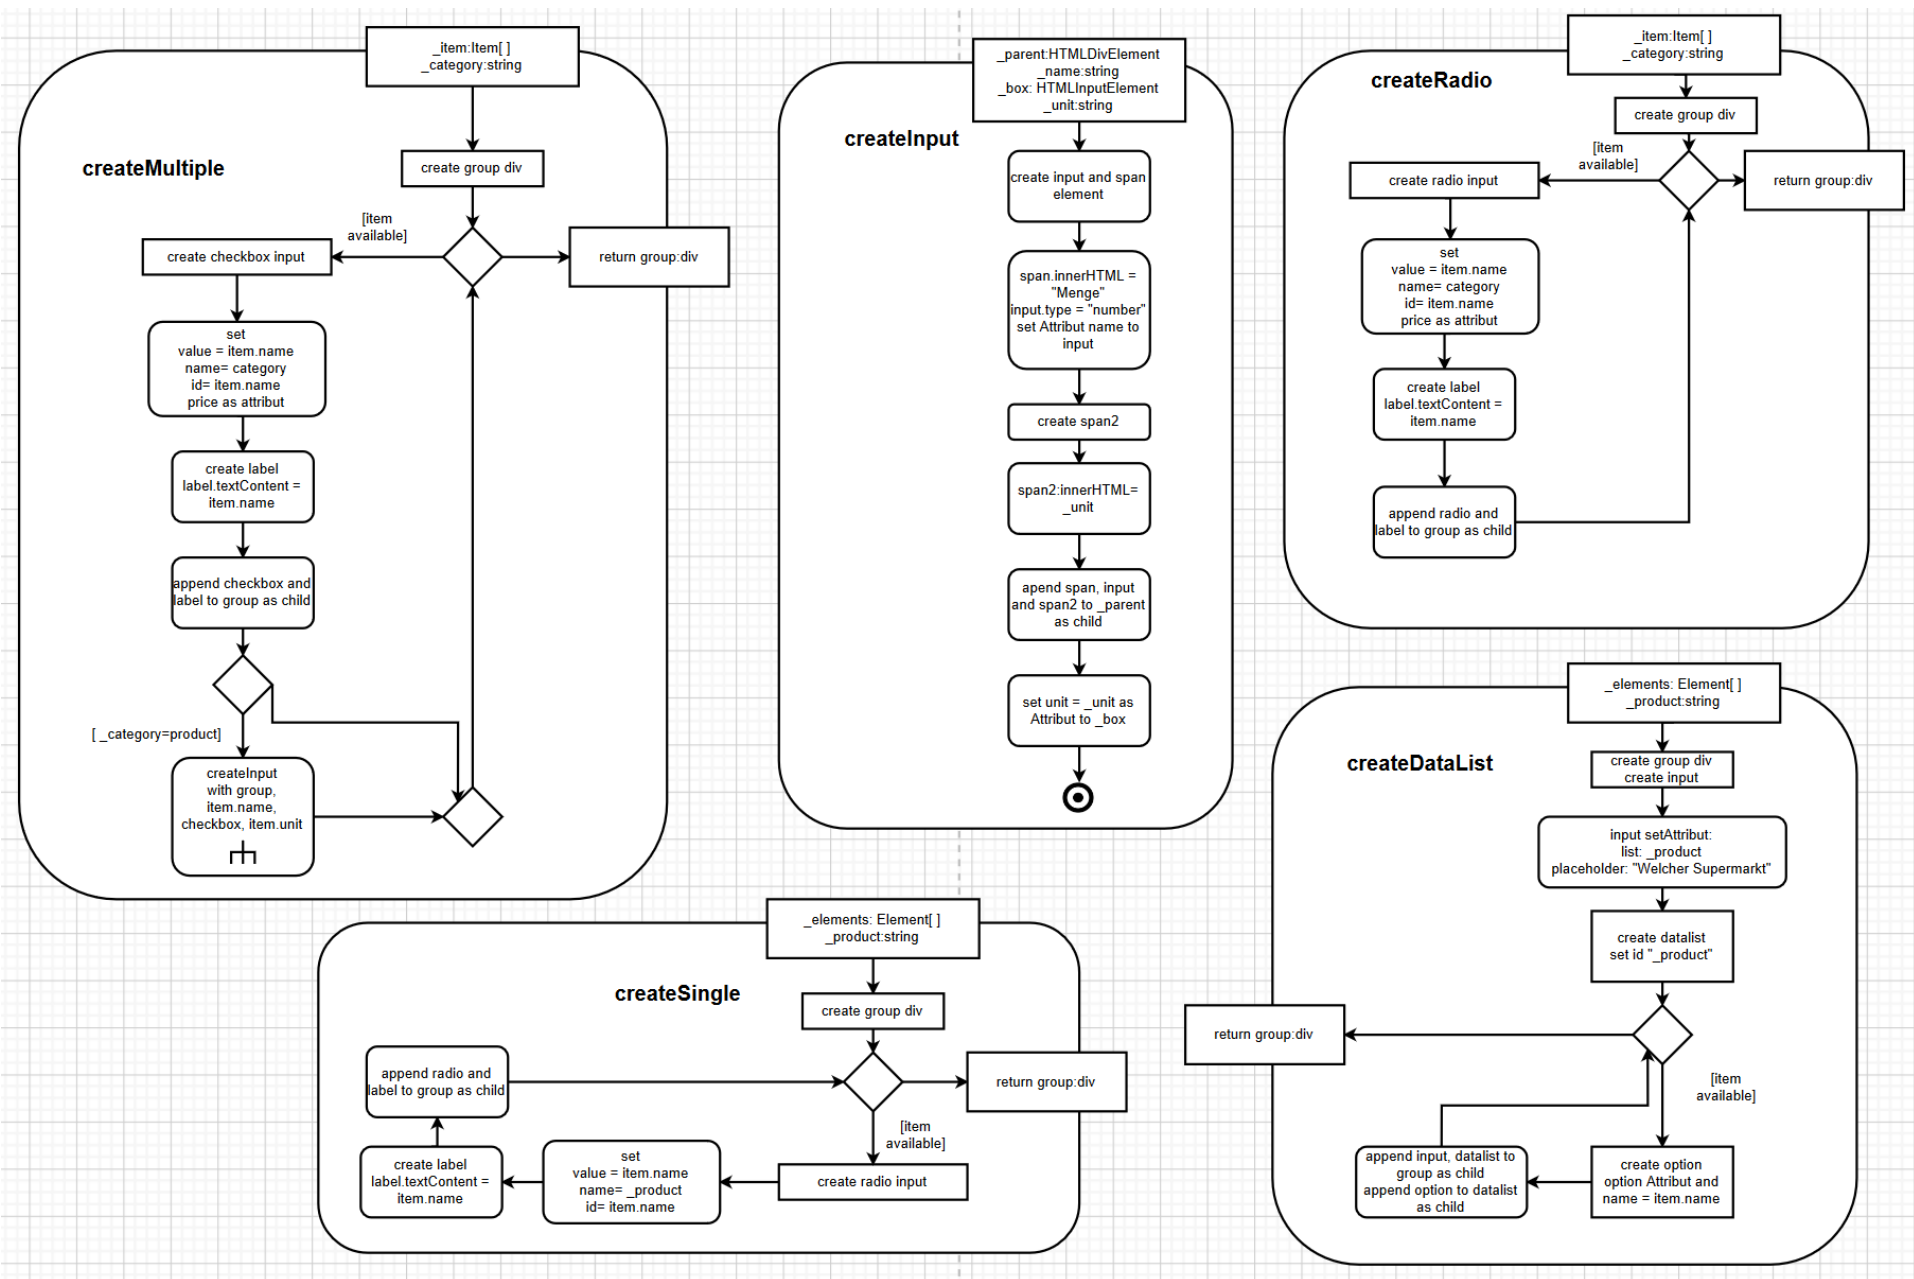 _item:Item[ ]
_category:string
createMultiple
create group div
[item
available]
create checkbox input
return group:div
set
value = item.name
name= category
id= item.name
price as attribut
create label
label.textContent =
item.name
append checkbox and
label to group as child
[ _category=product]
createInput
with group,
item.name,
checkbox, item.unit
_parent:HTMLDivElement
_name:string
_box: HTMLInputElement
_unit:string
createInput
create input and span
element
span.innerHTML =
"Menge"
input.type = "number"
set Attribut name to
input
create span2
span2:innerHTML=
_unit
apend span, input
and span2 to _parent
as child
set unit = _unit as
Attribut to _box
_item:Item[ ]
_category:string
createRadio
create group div
[item
available]
create radio input
return group:div
set
value = item.name
name= category
id= item.name
price as attribut
create label
label.textContent =
item.name
append radio and
label to group as child
_elements: Element[ ]
_product:string
createSingle
create group div
append radio and
label to group as child
return group:div
[item
available]
create label
label.textContent =
item.name
set
value = item.name
name= _product
id= item.name
create radio input
_elements: Element[ ]
_product:string
createDataList
create group div
create input
input setAttribut:
list: _product
placeholder: "Welcher Supermarkt"
create datalist
set id "_product"
return group:div
[item
available]
append input, datalist to
group as child
append option to datalist
as child
create option
option Attribut and
name = item.name